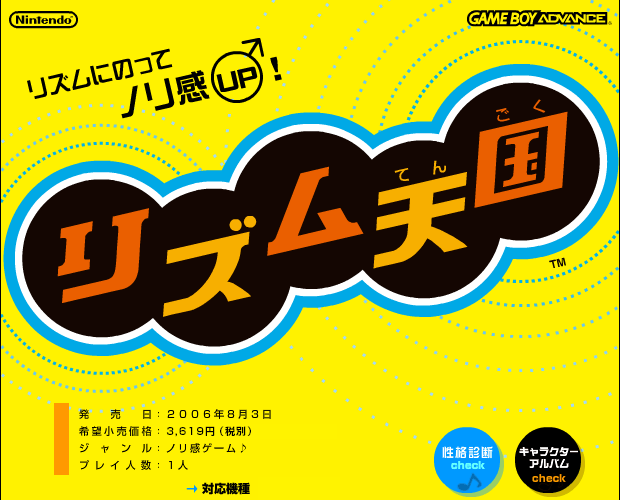 Nintendo
GAME BOY ADVANCE
リズムにのって
ノリ感UP!
ごく
てん
リズム天国
TM
発売日：2006年8月3日
希望小売価格：3,619円（税別）
ジャンル：ノリ感ゲーム♪
プレイ人数：1人
→ 対応機種
性格診断
check
キャラクター
アルバム
check